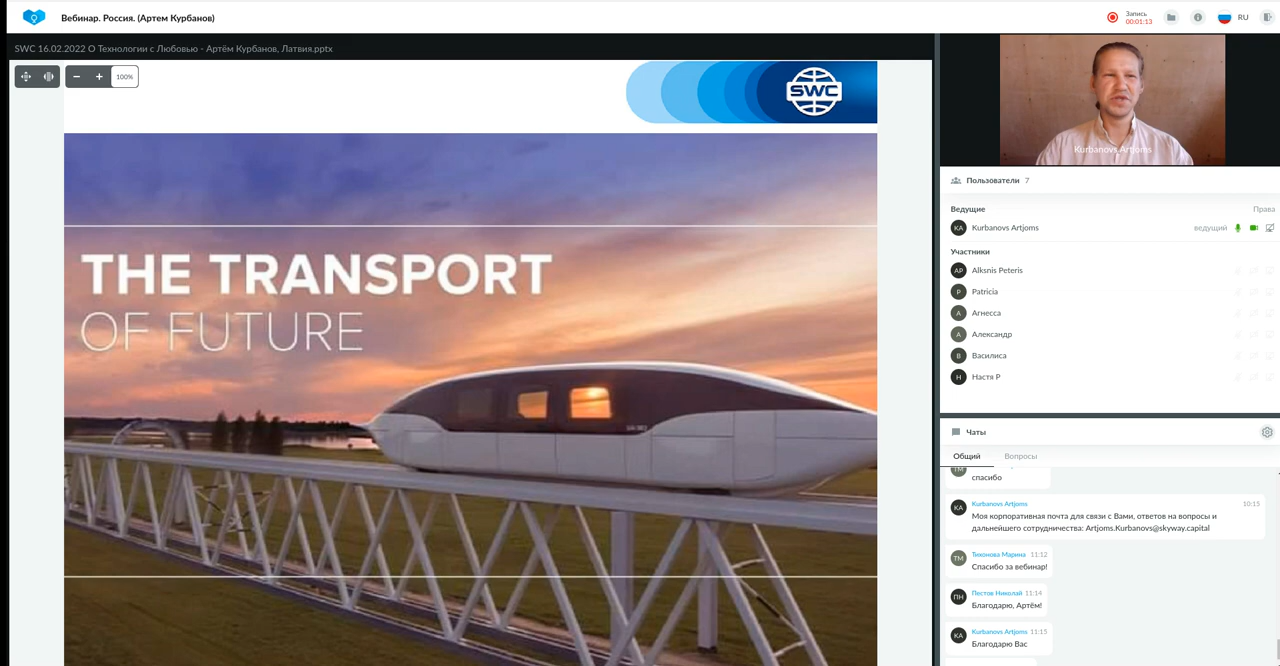 Вебинар. Россия. (Артем Курбанов)
Запись
00:01:13
RU
SWC 16.02.2022 О Технологии с Любовью - Артём Курбанов, Латвия.pptx
100%
SWC
THE TRANSPORT
OF FUTURE
Kurbanovs Artjoms
Пользователи 7
Ведущие Права
KA Kurbanovs Artjoms ведущий
Участники
AP Alksnis Peteris
P Patricia
А Агнесса
А Александр
В Василиса
Н Настя Р
Чаты
Общий Вопросы
ТМ
спасибо
KA Kurbanovs Artjoms 10:15
Моя корпоративная почта для связи с Вами, ответов на вопросы и
дальнейшего сотрудничества: Artjoms.Kurbanovs@skyway.capital
ТМ Тихонова Марина 11:12
Спасибо за вебинар!
ПН Пестов Николай 11:14
Благодарю, Артём!
KA Kurbanovs Artjoms 11:15
Благодарю Вас